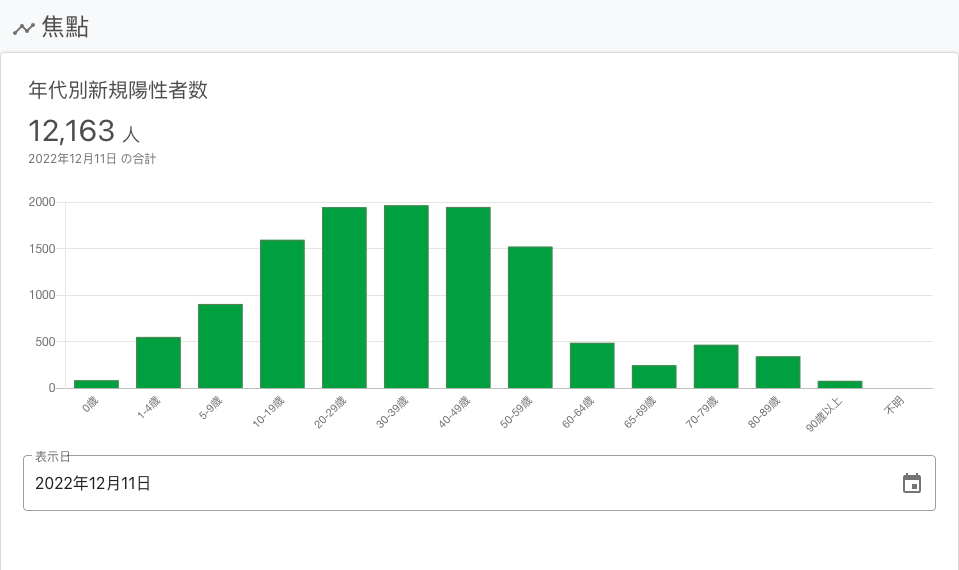 焦點
年代別新規陽性者数
12,163 人
2022年12月11日 の合計
2000
1500
1000
500
0
0歳 1-4歳 5-9歳 10-19歳 20-29歳 30-39歳 40-49歳 50-59歳 60-64歳 65-69歳 70-79歳 80-89歳 90歳以上 不明
表示日
2022年12月11日